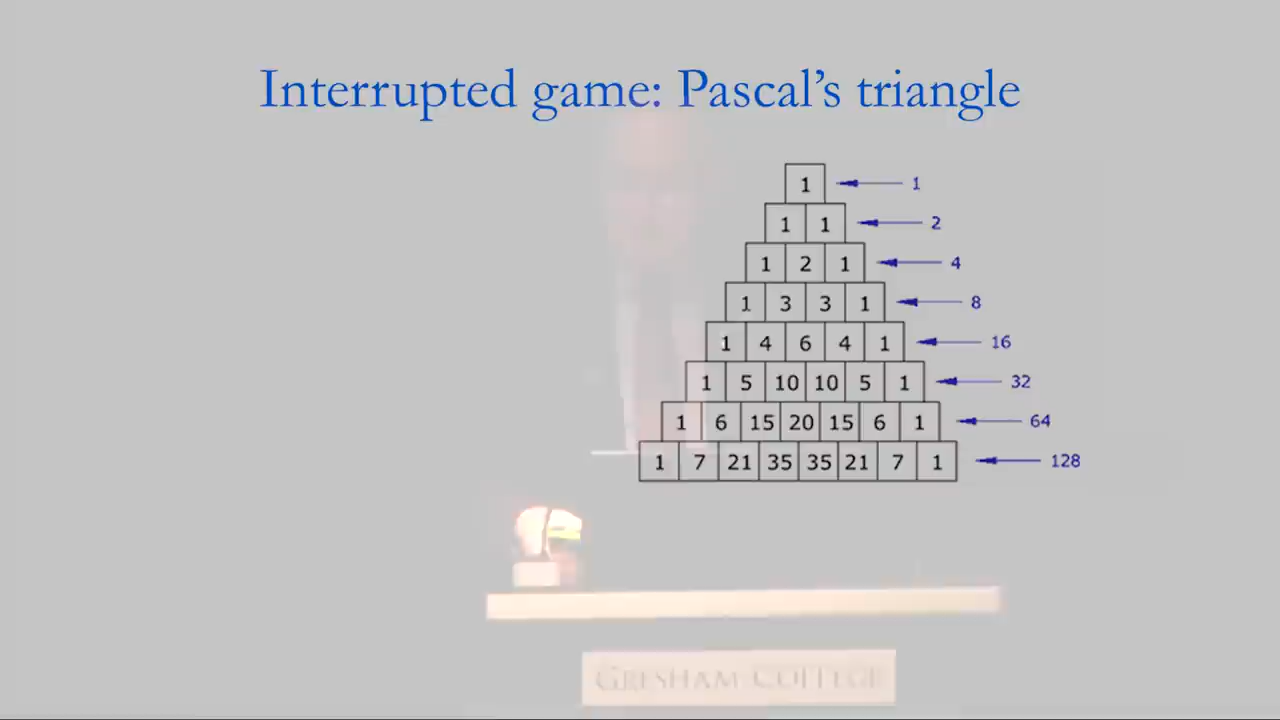 Interrupted game: Pascal's triangle
1 1
1 1 2
1 2 1 4
1 3 3 1 8
1 4 6 4 1 16
1 5 10 10 5 1 32
1 6 15 20 15 6 1 64
1 7 21 35 35 21 7 1 128
GRESHAM COLLEGE